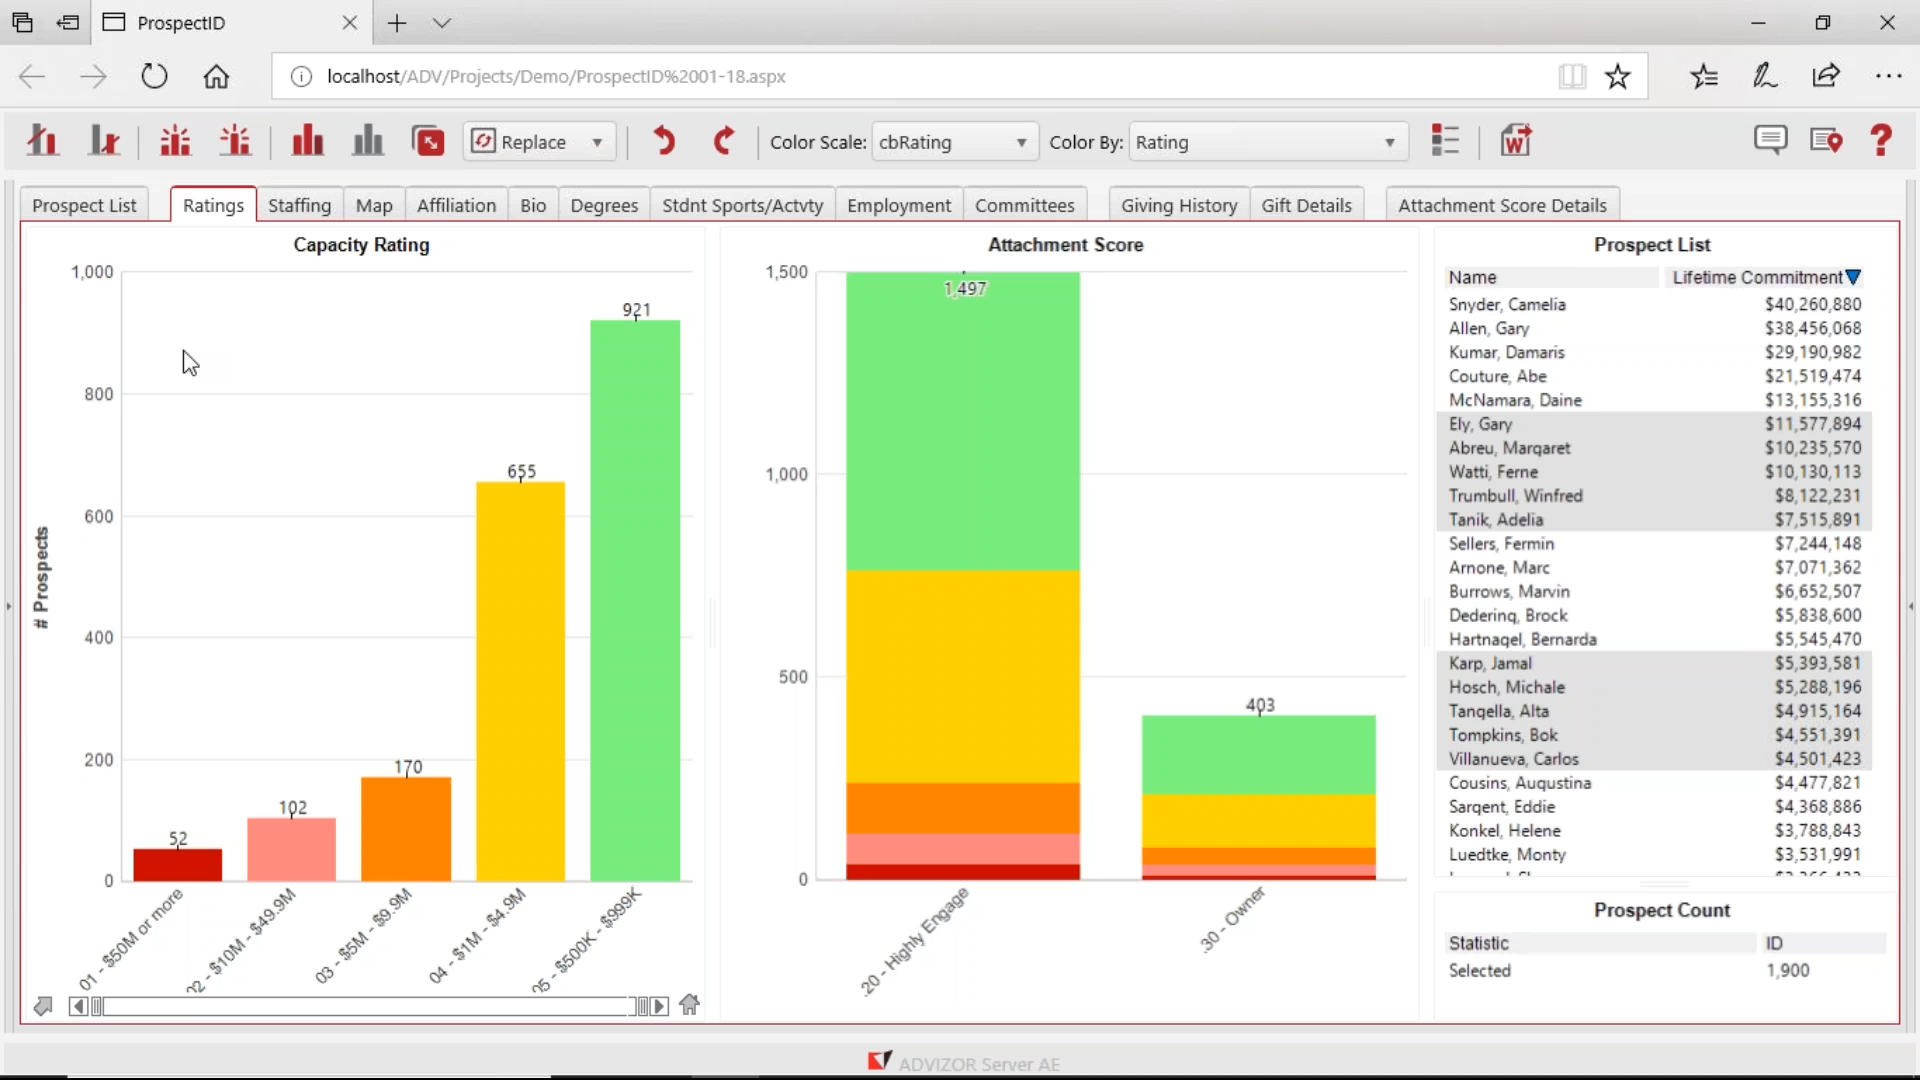 ProspectID
localhost/ADV/Projects/Demo/ProspectID%2001-18.aspx
Replace
Color Scale: cbRating
Color By: Rating
Prospect List
Ratings
Staffing
Map
Affiliation
Bio
Degrees
Stdnt Sports/Actvty
Employment
Committees
Giving History
Gift Details
Attachment Score Details
Capacity Rating
# Prospects
1,000
800
600
400
200
0
52
102
170
655
921
01 - $50M or more
02 - $10M - $49.9M
03 - $5M - $9.9M
04 - $1M - $4.9M
05 - $500K - $999K
Attachment Score
1,500
1,000
500
0
1,497
403
20 - Highly Engage
30 - Owner
Prospect List
Name Lifetime Commitment
Snyder, Camelia $40,260,880
Allen, Gary $38,456,068
Kumar, Damaris $29,190,982
Couture, Abe $21,519,474
McNamara, Daine $13,155,316
Ely, Gary $11,577,894
Abreu, Margaret $10,235,570
Watti, Ferne $10,130,113
Trumbull, Winfred $8,122,231
Tanik, Adelia $7,515,891
Sellers, Fermin $7,244,148
Arnone, Marc $7,071,362
Burrows, Marvin $6,652,507
Dedering, Brock $5,838,600
Hartnagel, Bernarda $5,545,470
Karp, Jamal $5,393,581
Hosch, Michale $5,288,196
Tangella, Alta $4,915,164
Tompkins, Bok $4,551,391
Villanueva, Carlos $4,501,423
Cousins, Augustina $4,477,821
Sargent, Eddie $4,368,886
Konkel, Helene $3,788,843
Luedtke, Monty $3,531,991
Prospect Count
Statistic ID
Selected 1,900
ADVIZOR Server AE